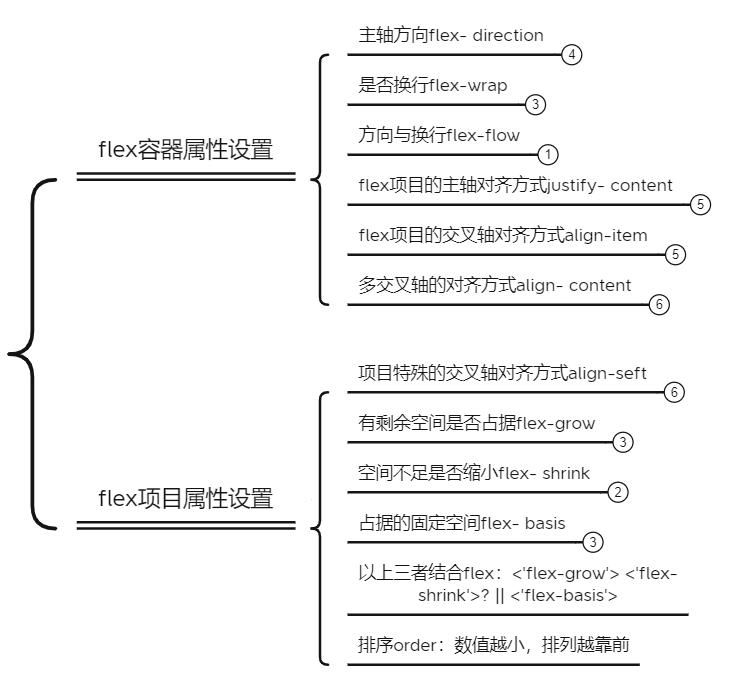 flex容器属性设置
主轴方向flex- direction
4
是否换行flex-wrap
3
方向与换行flex-flow
1
flex项目的主轴对齐方式justify- content
5
flex项目的交叉轴对齐方式align-item
5
多交叉轴的对齐方式align- content
6
flex项目属性设置
项目特殊的交叉轴对齐方式align-seft
6
有剩余空间是否占据flex-grow
3
空间不足是否缩小flex- shrink
2
占据的固定空间flex- basis
3
以上三者结合flex：<'flex-grow'> <'flex-
shrink'>? || <'flex-basis'>
排序order：数值越小，排列越靠前